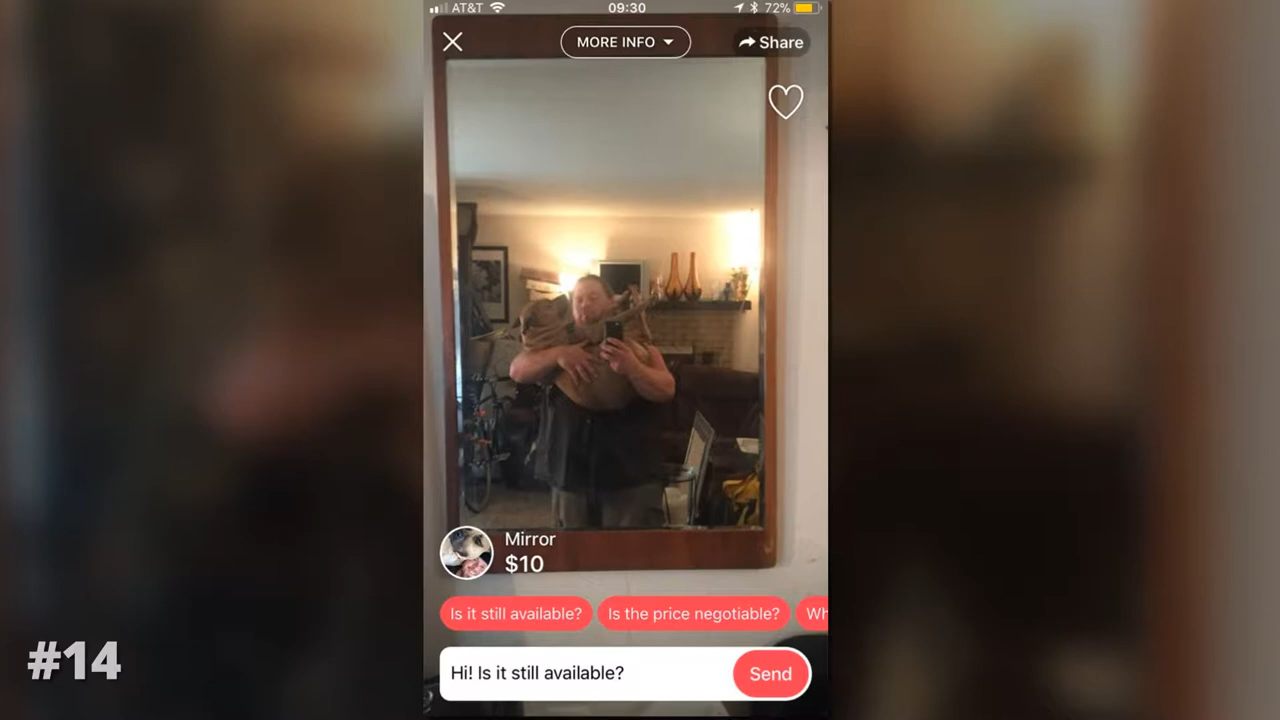 AT&T
09:30
72%
MORE INFO
Share
Mirror
$10
Is it still available?
Is the price negotiable?
Wh
Hi! Is it still available?
Send
#14